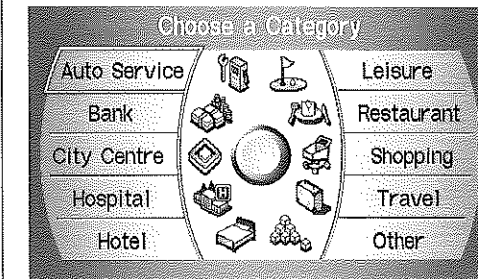 Choose a Category
Auto Service
Bank
City Centre
Hospital
Hotel
Leisure
Restaurant
Shopping
Travel
Other